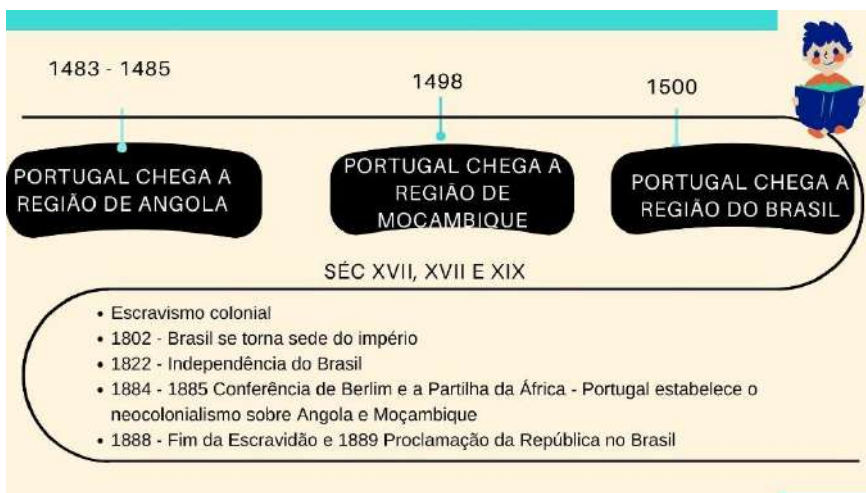 1483 - 1485
1498
1500
PORTUGAL CHEGA A
REGIÃO DE ANGOLA
PORTUGAL CHEGA A
REGIÃO DE
MOÇAMBIQUE
PORTUGAL CHEGA A
REGIÃO DO BRASIL
SÉC XVII, XVII E XIX
• Escravismo colonial
• 1802 - Brasil se torna sede do império
• 1822 - Independência do Brasil
• 1884 - 1885 Conferência de Berlim e a Partilha da África - Portugal estabelece o
neocolonialismo sobre Angola e Moçambique
• 1888 - Fim da Escravidão e 1889 Proclamação da República no Brasil